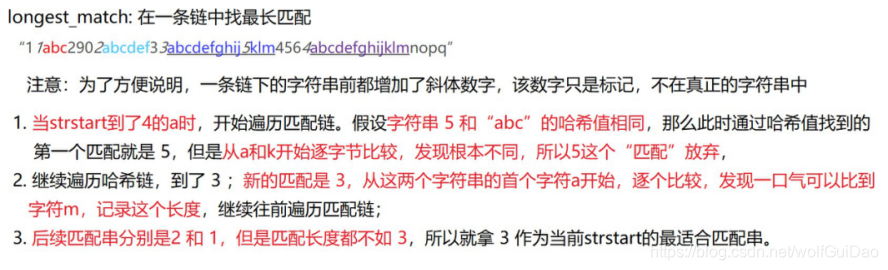 longest_match: 在一条链中找最长匹配
“11abc2902abcdef33abcdefghij5klm4564abcdefghijklmnopq”
注意：为了方便说明，一条链下的字符串前都增加了斜体数字，该数字只是标记，不在真正的字符串中
1. 当strstart到了4的a时，开始遍历匹配链。假设字符串 5 和“abc”的哈希值相同，那么此时通过哈希值找到的
第一个匹配就是 5，但是从a和k开始逐字节比较，发现根本不同，所以5这个“匹配”放弃，
2. 继续遍历哈希链，到了 3；新的匹配是 3，从这两个字符串的首个字符a开始，逐个比较，发现一口气可以比到
字符m，记录这个长度，继续往前遍历匹配链；
3. 后续匹配串分别是2 和 1，但是匹配长度都不如 3，所以就拿 3 作为当前strstart的最适合匹配串。
https://blog.csdn.net/wolfGuiDao